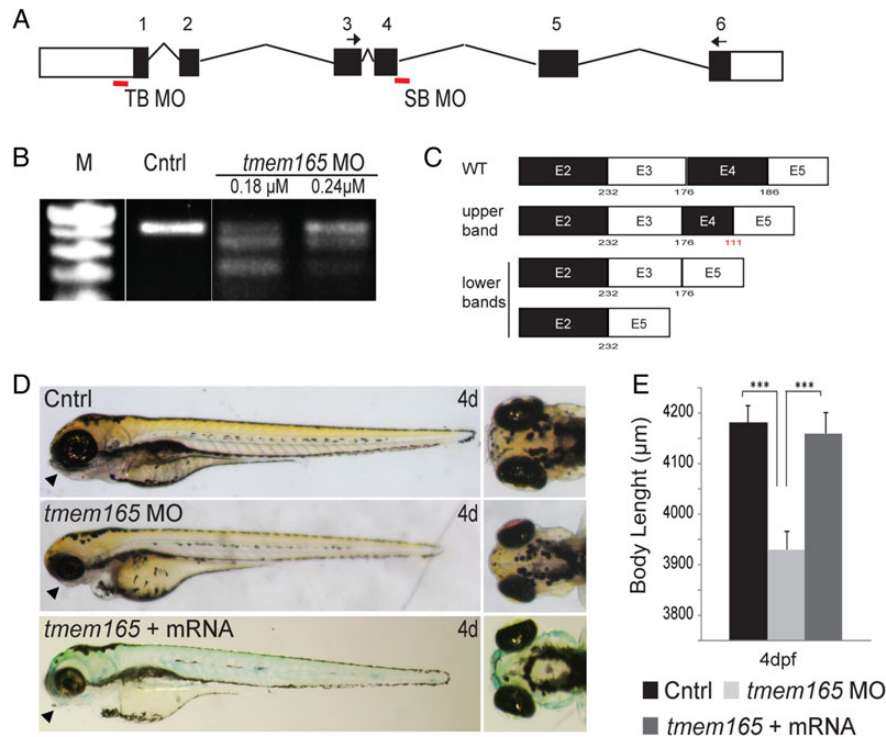 A
1 2 3 4 5 6
TB MO SB MO
B
M Cntrl tmem165 MO
0.18 µM 0.24µM
C
WT E2 E3 E4 E5
232 176 186
upper band E2 E3 E4 E5
232 176 111
lower bands E2 E3 E5
232 176
E2 E5
232
D
Cntrl 4d
tmem165 MO 4d
tmem165 + mRNA 4d
E
***
***
Body Lenght (µm)
4200
4100
4000
3900
3800
4dpf
Cntrl tmem165 MO
tmem165 + mRNA